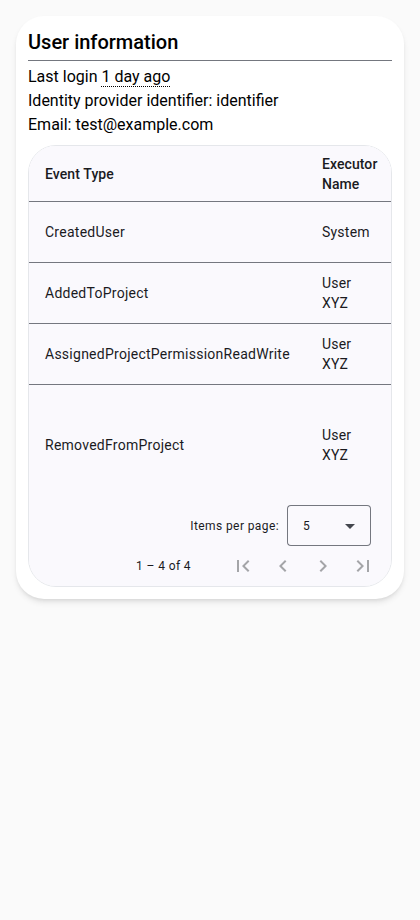 User information
Last login 1 day ago
Identity provider identifier: identifier
Email: test@example.com
Event Type
Executor
Name
CreatedUser
System
AddedToProject
User
XYZ
AssignedProjectPermissionReadWrite
User
XYZ
RemovedFromProject
User
XYZ
Items per page: 5
1 – 4 of 4